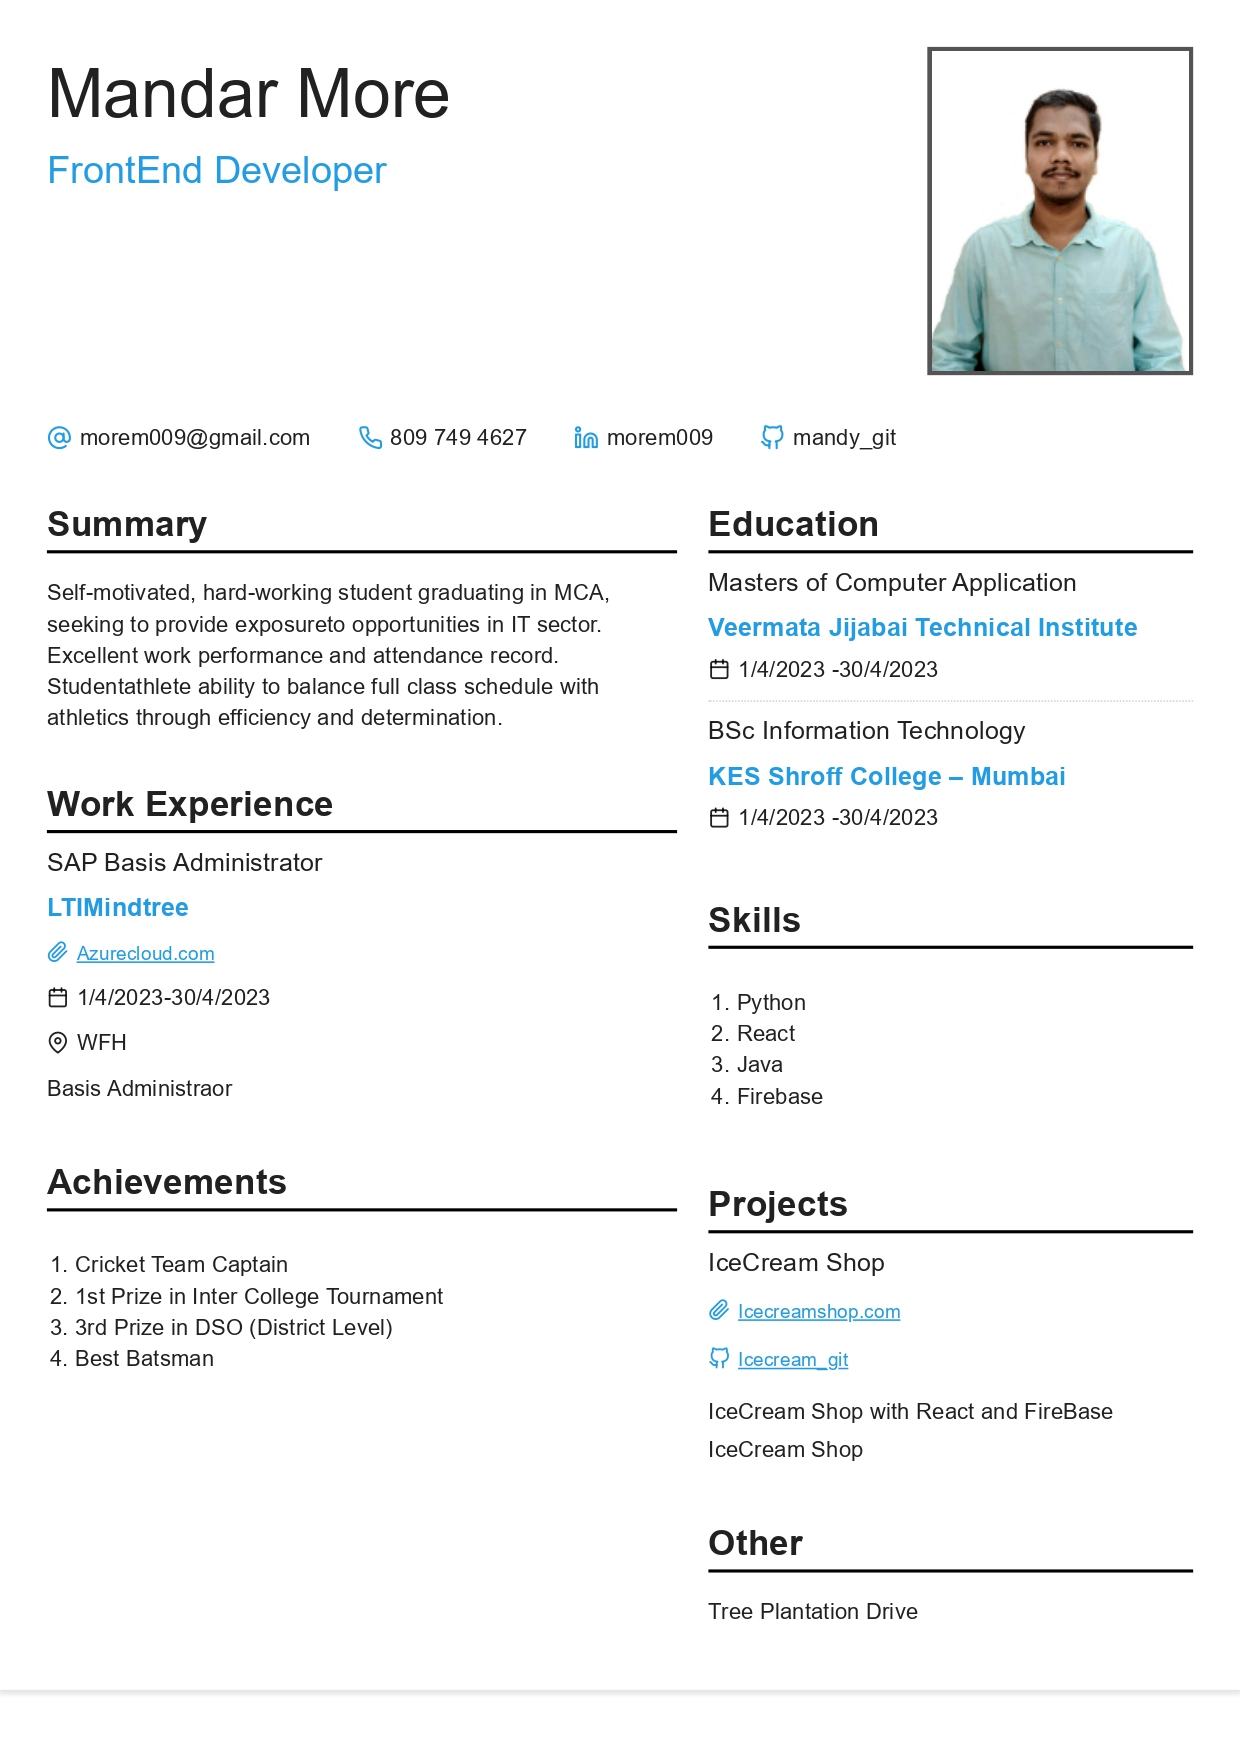 Mandar More
FrontEnd Developer
morem009@gmail.com
809 749 4627
morem009
mandy_git
Summary
Self-motivated, hard-working student graduating in MCA,
seeking to provide exposureto opportunities in IT sector.
Excellent work performance and attendance record.
Studentathlete ability to balance full class schedule with
athletics through efficiency and determination.
Work Experience
SAP Basis Administrator
LTIMindtree
Azurecloud.com
1/4/2023-30/4/2023
WFH
Basis Administraor
Achievements
1. Cricket Team Captain
2. 1st Prize in Inter College Tournament
3. 3rd Prize in DSO (District Level)
4. Best Batsman
Education
Masters of Computer Application
Veermata Jijabai Technical Institute
1/4/2023 -30/4/2023
BSc Information Technology
KES Shroff College – Mumbai
1/4/2023 -30/4/2023
Skills
1. Python
2. React
3. Java
4. Firebase
Projects
IceCream Shop
Icecreamshop.com
Icecream_git
IceCream Shop with React and FireBase
IceCream Shop
Other
Tree Plantation Drive